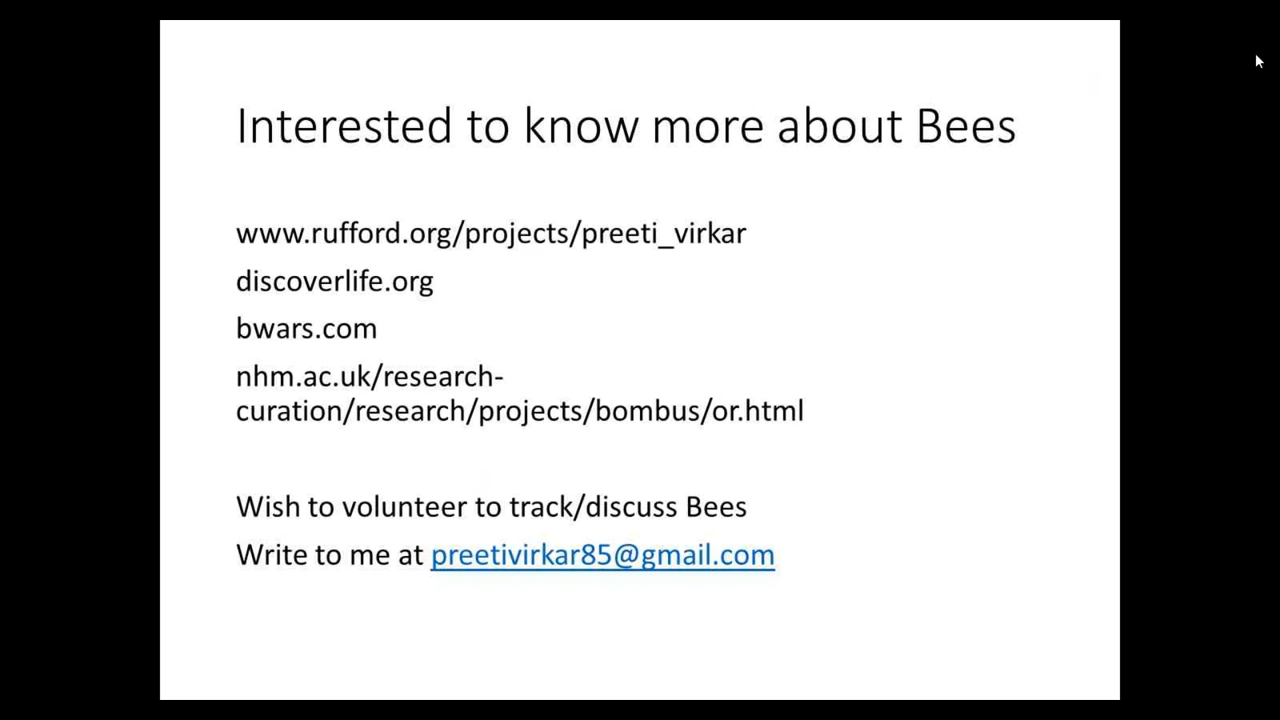 Interested to know more about Bees
www.rufford.org/projects/preeti_virkar
discoverlife.org
bwars.com
nhm.ac.uk/research-
curation/research/projects/bombus/or.html
Wish to volunteer to track/discuss Bees
Write to me at preetivirkar85@gmail.com